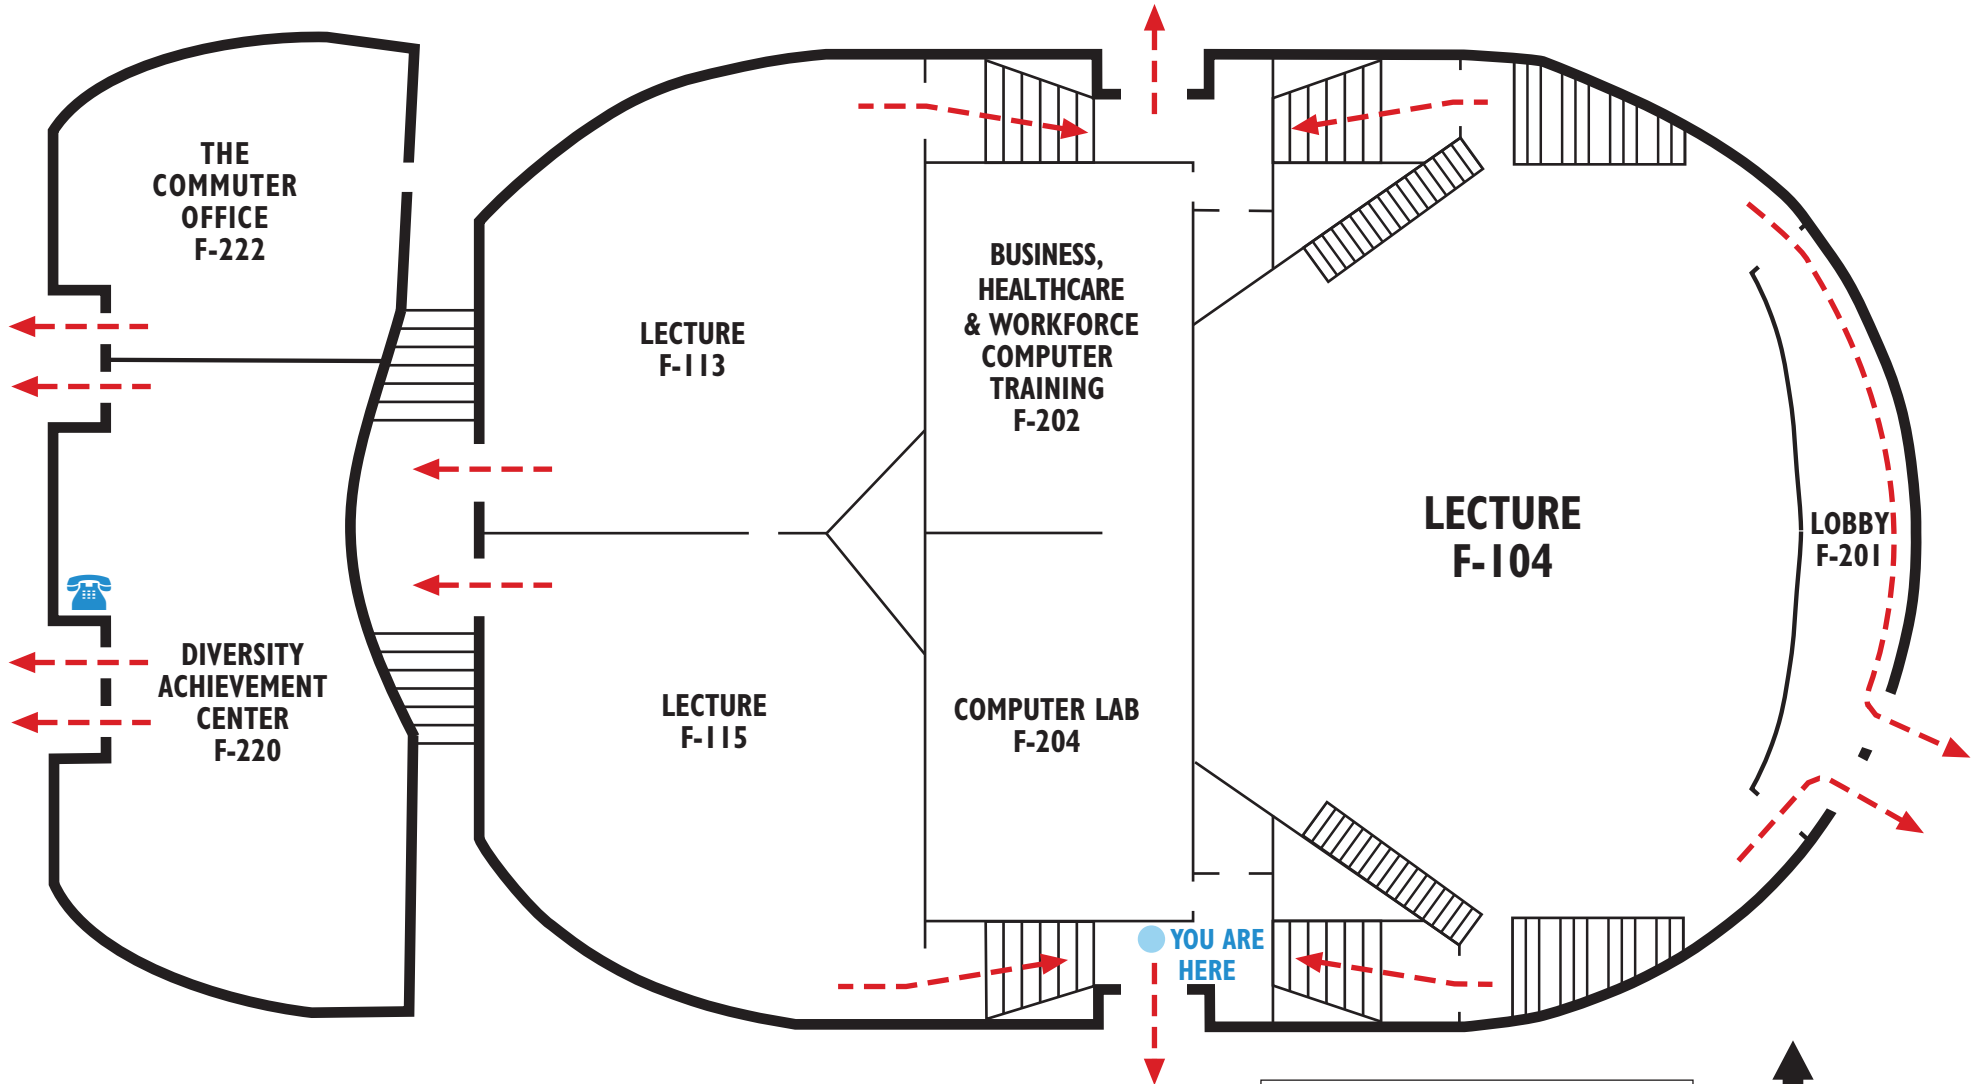 THE
COMMUTER
OFFICE
F-222
LECTURE
F-113
BUSINESS,
HEALTHCARE
& WORKFORCE
COMPUTER
TRAINING
F-202
LECTURE
F-104
LOBBY
F-201
DIVERSITY
ACHIEVEMENT
CENTER
F-220
LECTURE
F-115
COMPUTER LAB
F-204
YOU ARE
HERE